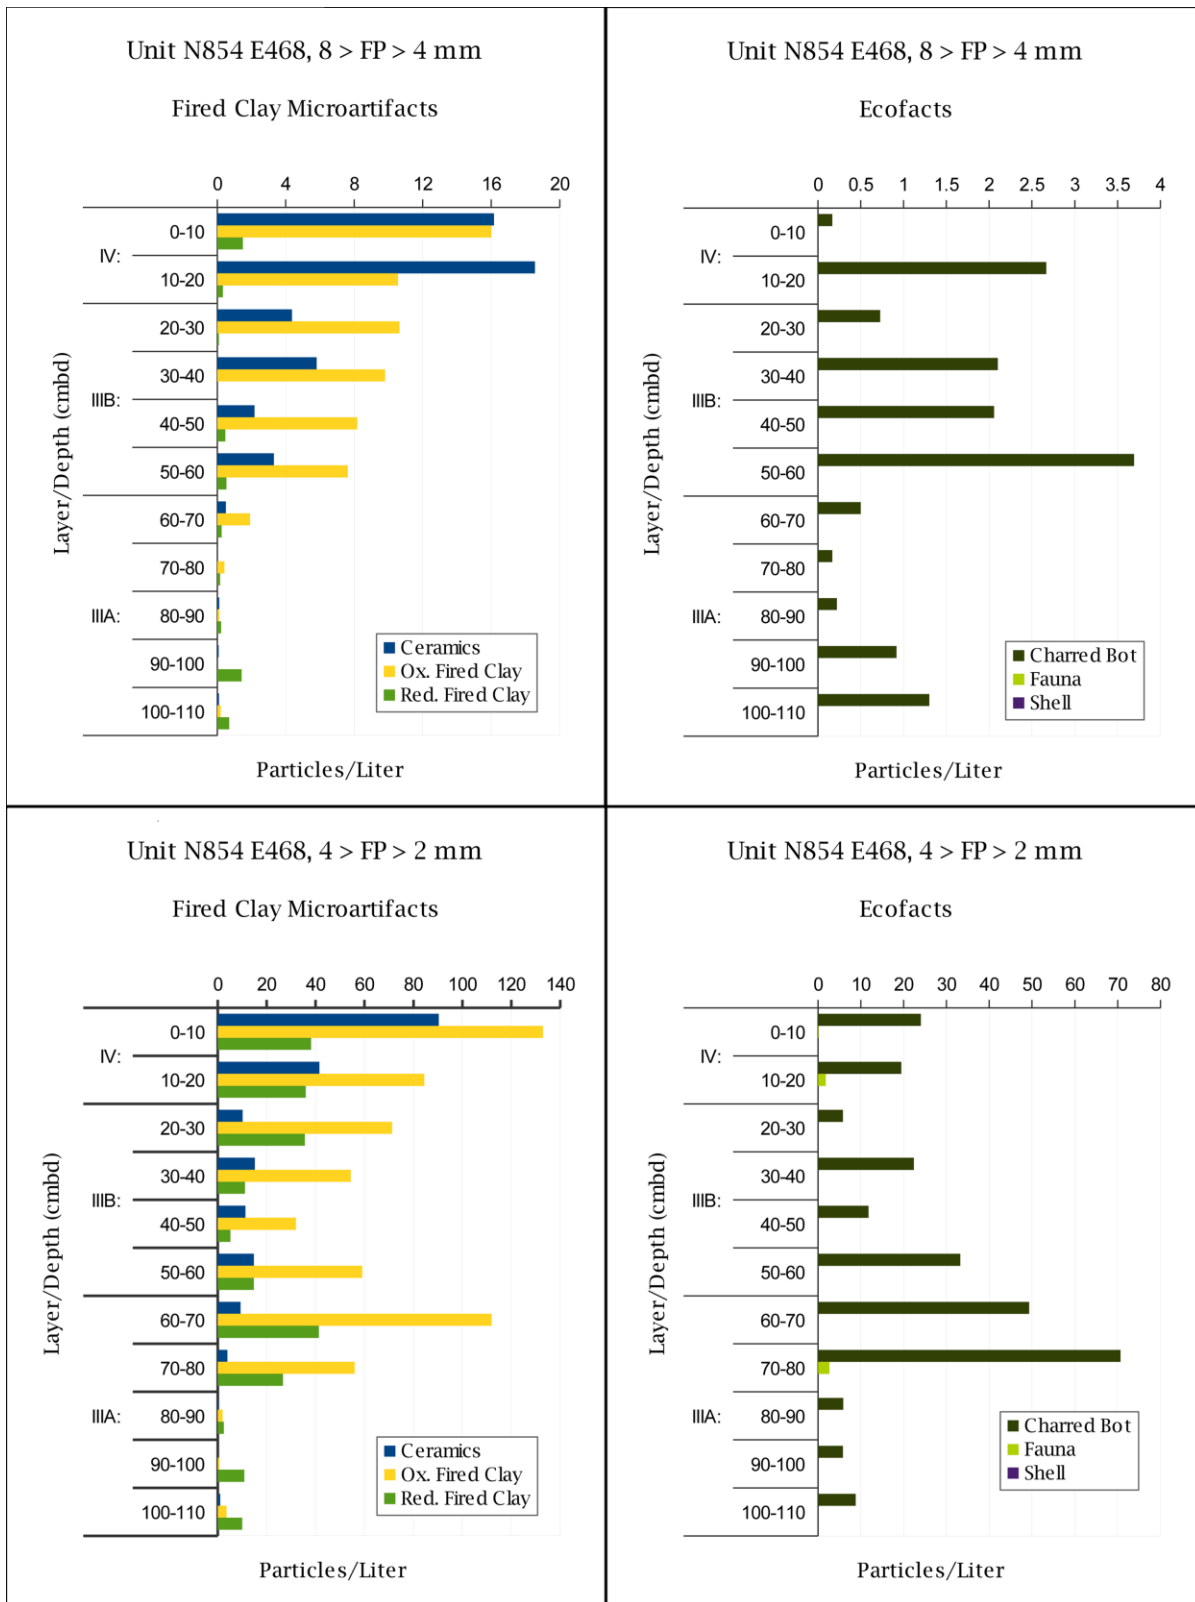 Unit N854 E468, 8 > FP > 4 mm
Fired Clay Microartifacts
0 4 8 12 16 20
Layer/Depth (cmbd)
IV:
0-10
10-20
IIIB:
20-30
30-40
40-50
50-60
IIIA:
60-70
70-80
80-90
90-100
100-110
Ceramics
Ox. Fired Clay
Red. Fired Clay
Particles/Liter
Unit N854 E468, 8 > FP > 4 mm
Ecofacts
0 0.5 1 1.5 2 2.5 3 3.5 4
Layer/Depth (cmbd)
IV:
0-10
10-20
IIIB:
20-30
30-40
40-50
50-60
IIIA:
60-70
70-80
80-90
90-100
100-110
Charred Bot
Fauna
Shell
Particles/Liter
Unit N854 E468, 4 > FP > 2 mm
Fired Clay Microartifacts
0 20 40 60 80 100 120 140
Layer/Depth (cmbd)
IV:
0-10
10-20
IIIB:
20-30
30-40
40-50
50-60
IIIA:
60-70
70-80
80-90
90-100
100-110
Ceramics
Ox. Fired Clay
Red. Fired Clay
Particles/Liter
Unit N854 E468, 4 > FP > 2 mm
Ecofacts
0 10 20 30 40 50 60 70 80
Layer/Depth (cmbd)
IV:
0-10
10-20
IIIB:
20-30
30-40
40-50
50-60
IIIA:
60-70
70-80
80-90
90-100
100-110
Charred Bot
Fauna
Shell
Particles/Liter